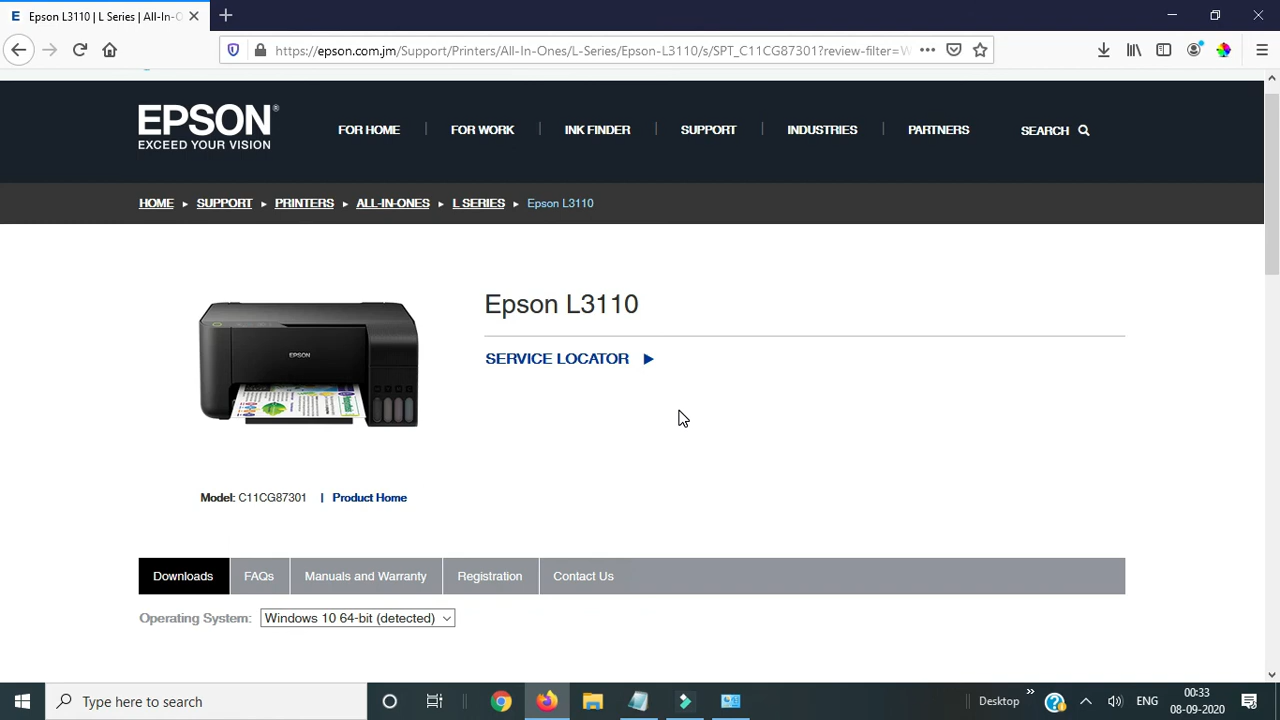 E Epson L3110 | L Series | All-In-O
https://epson.com.jm/Support/Printers/All-In-Ones/L-Series/Epson-L3110/s/SPT_C11CG87301?review-filter=W
EPSON®
EXCEED YOUR VISION
FOR HOME
FOR WORK
INK FINDER
SUPPORT
INDUSTRIES
PARTNERS
SEARCH
HOME ▸ SUPPORT ▸ PRINTERS ▸ ALL-IN-ONES ▸ L SERIES ▸ Epson L3110
Epson L3110
SERVICE LOCATOR
EPSON
Model: C11CG87301 | Product Home
Downloads
FAQs
Manuals and Warranty
Registration
Contact Us
Operating System: Windows 10 64-bit (detected)
Type here to search
Desktop
ENG
00:33
08-09-2020